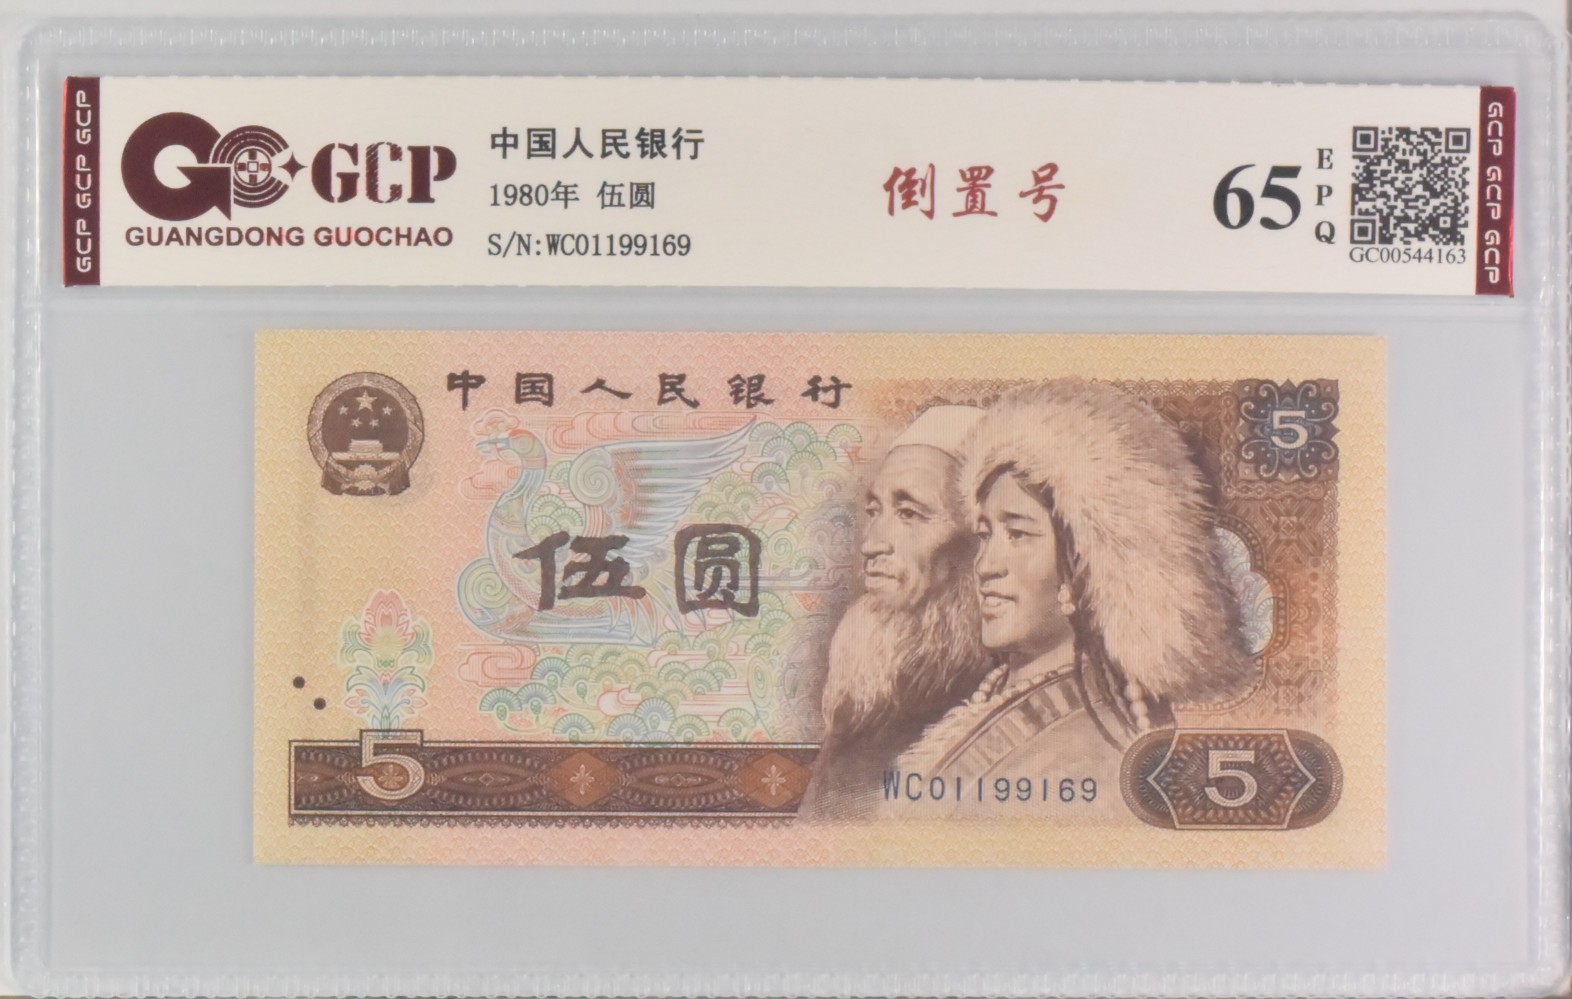 GCP GCP GCP
GCP
GUANGDONG GUOCHAO
中国人民银行
1980年 伍圆
S/N:WC01199169
倒置号
65
EPQ
GC00544163
GCP GCP GCP
中国人民银行
5
伍圆
5
WC01199169
5